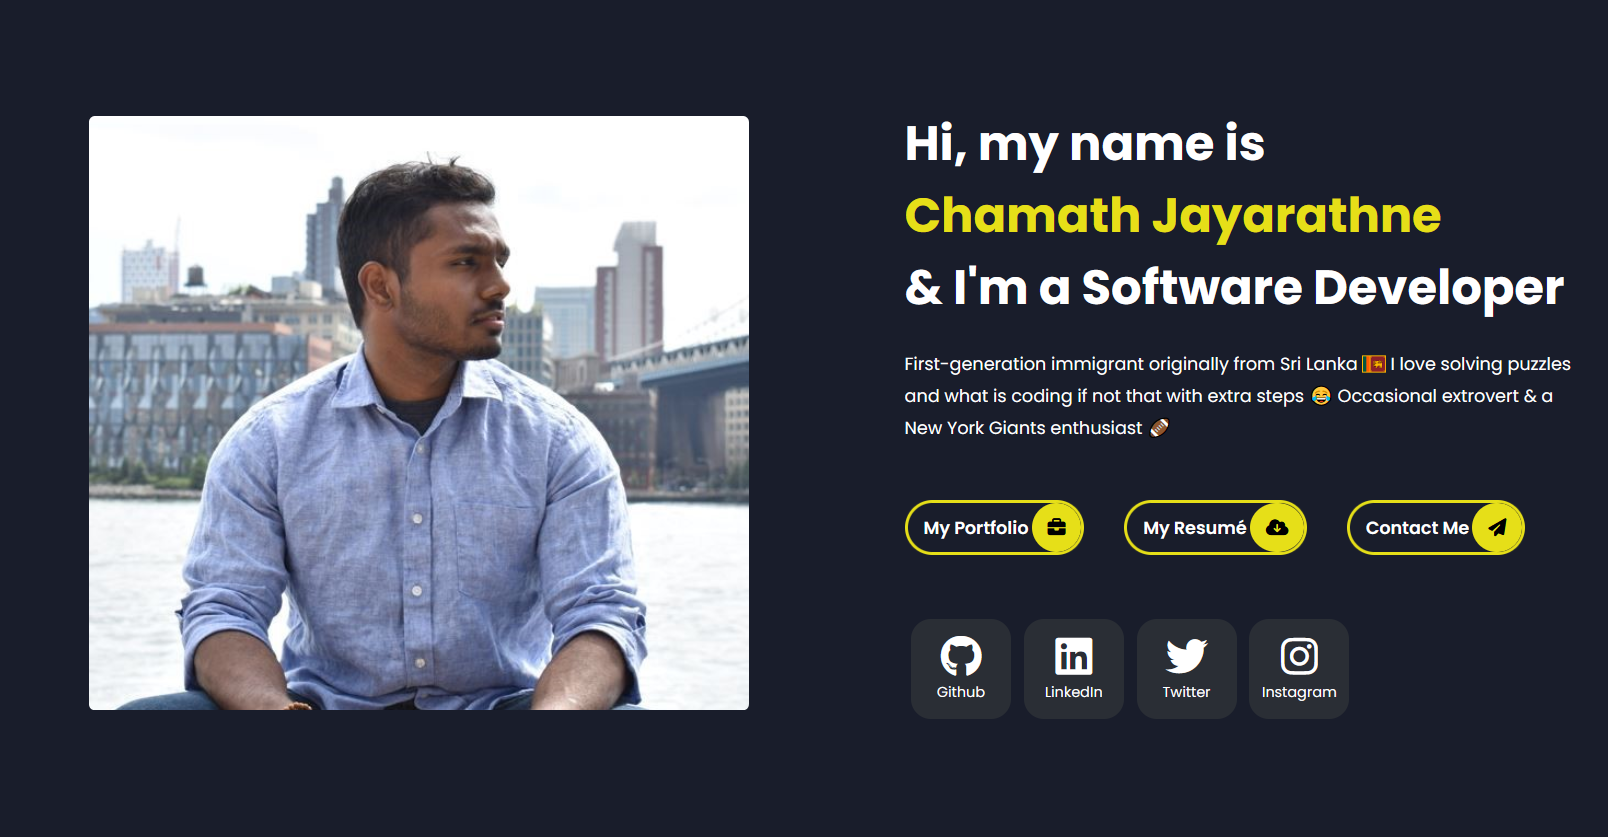 Hi, my name is
Chamath Jayarathne
& I'm a Software Developer
First-generation immigrant originally from Sri Lanka 🇱🇰 I love solving puzzles
and what is coding if not that with extra steps 😂 Occasional extrovert & a
New York Giants enthusiast 🏈
My Portfolio
My Resumé
Contact Me
Github
LinkedIn
Twitter
Instagram